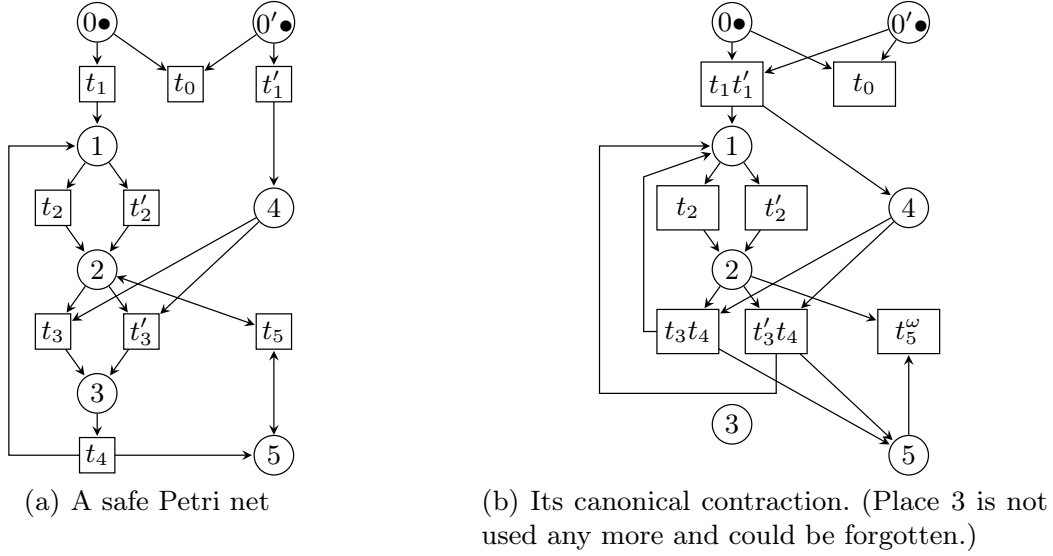 0● 0′● 0● 0′●
t₁ t₀ t′₁ t₁t′₁ t₀
1 1
t₂ t′₂ 4 t₂ t′₂ 4
2 2
t₃ t′₃ t₅ t₃t₄ t′₃t₄ t₅^ω
3 3
t₄ 5 5
(a) A safe Petri net
(b) Its canonical contraction. (Place 3 is not
used any more and could be forgotten.)